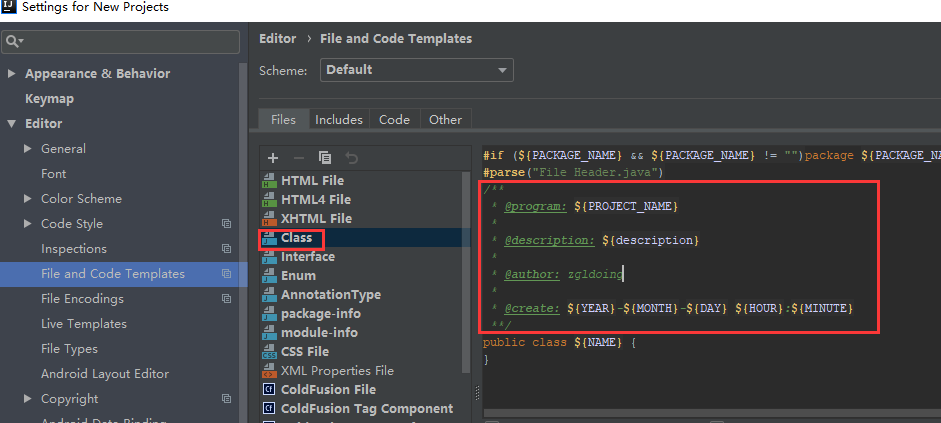 Settings for New Projects
Appearance & Behavior
Keymap
Editor
General
Font
Color Scheme
Code Style
Inspections
File and Code Templates
File Encodings
Live Templates
File Types
Android Layout Editor
Copyright
Android Data Binding
Editor › File and Code Templates
Scheme: Default
Files Includes Code Other
HTML File
HTML4 File
XHTML File
Class
Interface
Enum
AnnotationType
package-info
module-info
CSS File
XML Properties File
ColdFusion File
ColdFusion Tag Component
#if (${PACKAGE_NAME} && ${PACKAGE_NAME} != "")package ${PACKAGE_NA
#parse("File Header.java")
/**
* @program: ${PROJECT_NAME}
*
* @description: ${description}
*
* @author: zgldoing
*
* @create: ${YEAR}-${MONTH}-${DAY} ${HOUR}:${MINUTE}
**/
public class ${NAME} {
}